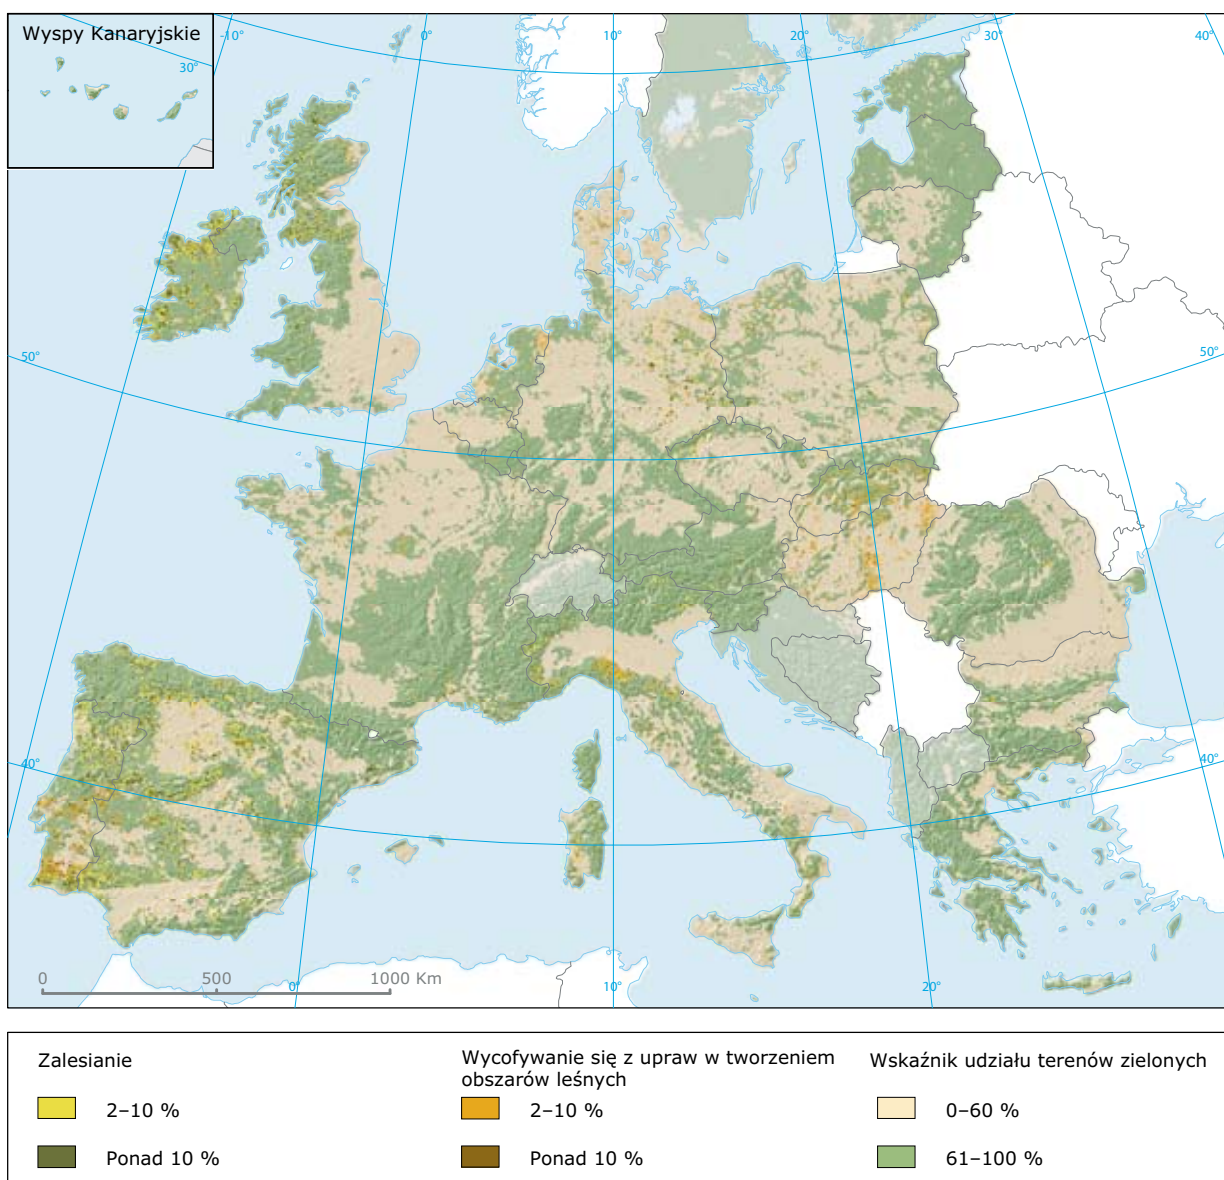 Wyspy Kanaryjskie
30°
-10°
0°
10°
20°
30°
40°
50°
50°
40°
40°
0
500
1000 Km
0°
10°
20°
Zalesianie
2–10 %
Ponad 10 %
Wycofywanie się z upraw w tworzeniem
obszarów leśnych
2–10 %
Ponad 10 %
Wskaźnik udziału terenów zielonych
0–60 %
61–100 %